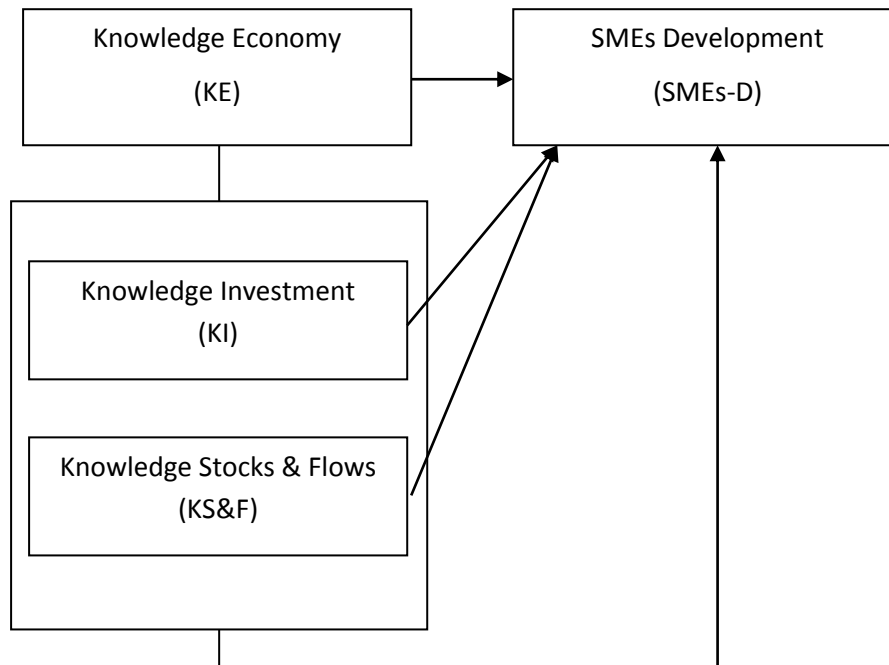 Knowledge Economy
(KE)
SMEs Development
(SMEs-D)
Knowledge Investment
(KI)
Knowledge Stocks & Flows
(KS&F)